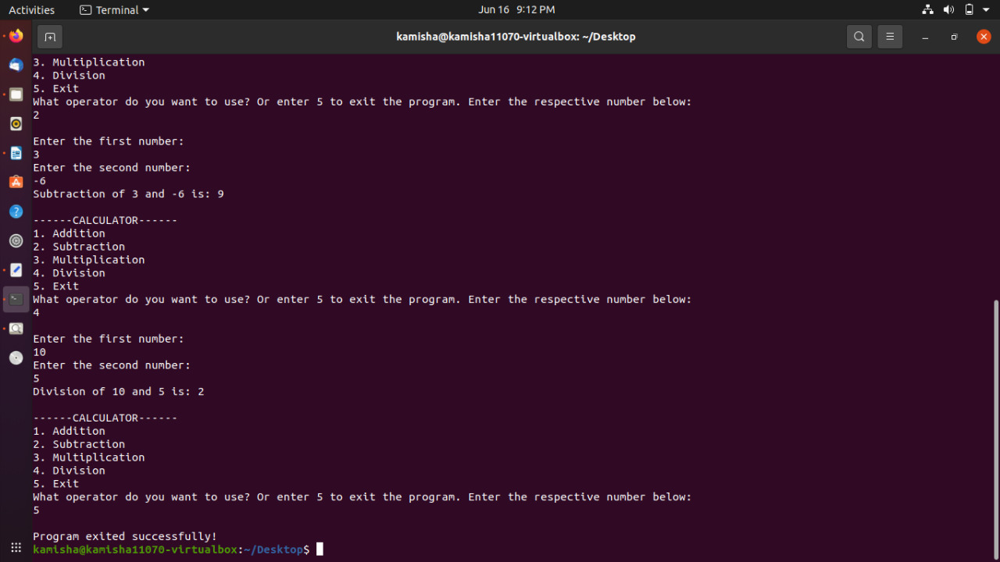 Activities Terminal Jun 16 9:12 PM
kamisha@kamisha11070-virtualbox: ~/Desktop
3. Multiplication
4. Division
5. Exit
What operator do you want to use? Or enter 5 to exit the program. Enter the respective number below:
2
Enter the first number:
3
Enter the second number:
-6
Subtraction of 3 and -6 is: 9
------CALCULATOR------
1. Addition
2. Subtraction
3. Multiplication
4. Division
5. Exit
What operator do you want to use? Or enter 5 to exit the program. Enter the respective number below:
4
Enter the first number:
10
Enter the second number:
5
Division of 10 and 5 is: 2
------CALCULATOR------
1. Addition
2. Subtraction
3. Multiplication
4. Division
5. Exit
What operator do you want to use? Or enter 5 to exit the program. Enter the respective number below:
5
Program exited successfully!
kamisha@kamisha11070-virtualbox:~/Desktop$